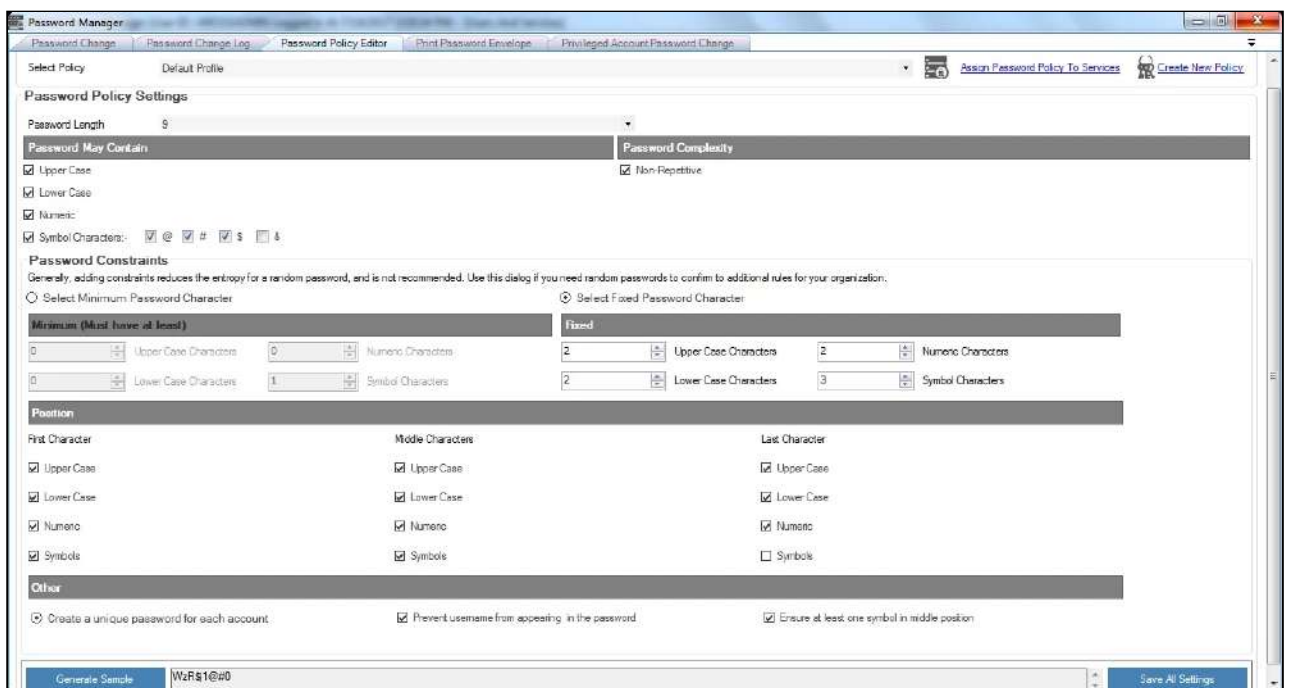 Password Manager
Password Change Password Change Log Password Policy Editor Print Password Envelope Privileged Account Password Change
Select Policy Default Profile Assign Password Policy To Services Create New Policy
Password Policy Settings
Password Length 9
Password May Contain Password Complexity
Upper Case Non-Repetitive
Lower Case
Numeric
Symbol Characters:- @ # $ &
Password Constraints
Generally, adding constraints reduces the entropy for a random password, and is not recommended. Use this dialog if you need random passwords to confirm to additional rules for your organization.
Select Minimum Password Character Select Fixed Password Character
Minimum (Must have at least) Fixed
0 Upper Case Characters 0 Numeric Characters 2 Upper Case Characters 2 Numeric Characters
0 Lower Case Characters 1 Symbol Characters 2 Lower Case Characters 3 Symbol Characters
Position
First Character Middle Characters Last Character
Upper Case Upper Case Upper Case
Lower Case Lower Case Lower Case
Numeric Numeric Numeric
Symbols Symbols Symbols
Other
Create a unique password for each account Prevent username from appearing in the password Ensure at least one symbol in middle position
Generate Sample WzR$1@#0 Save All Settings